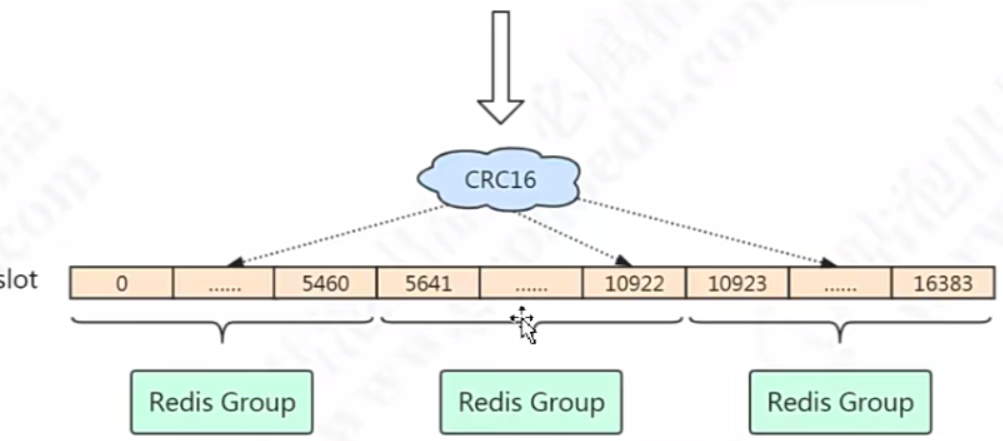 CRC16
slot 0 ...... 5460 5641 ...... 10922 10923 ...... 16383
Redis Group Redis Group Redis Group